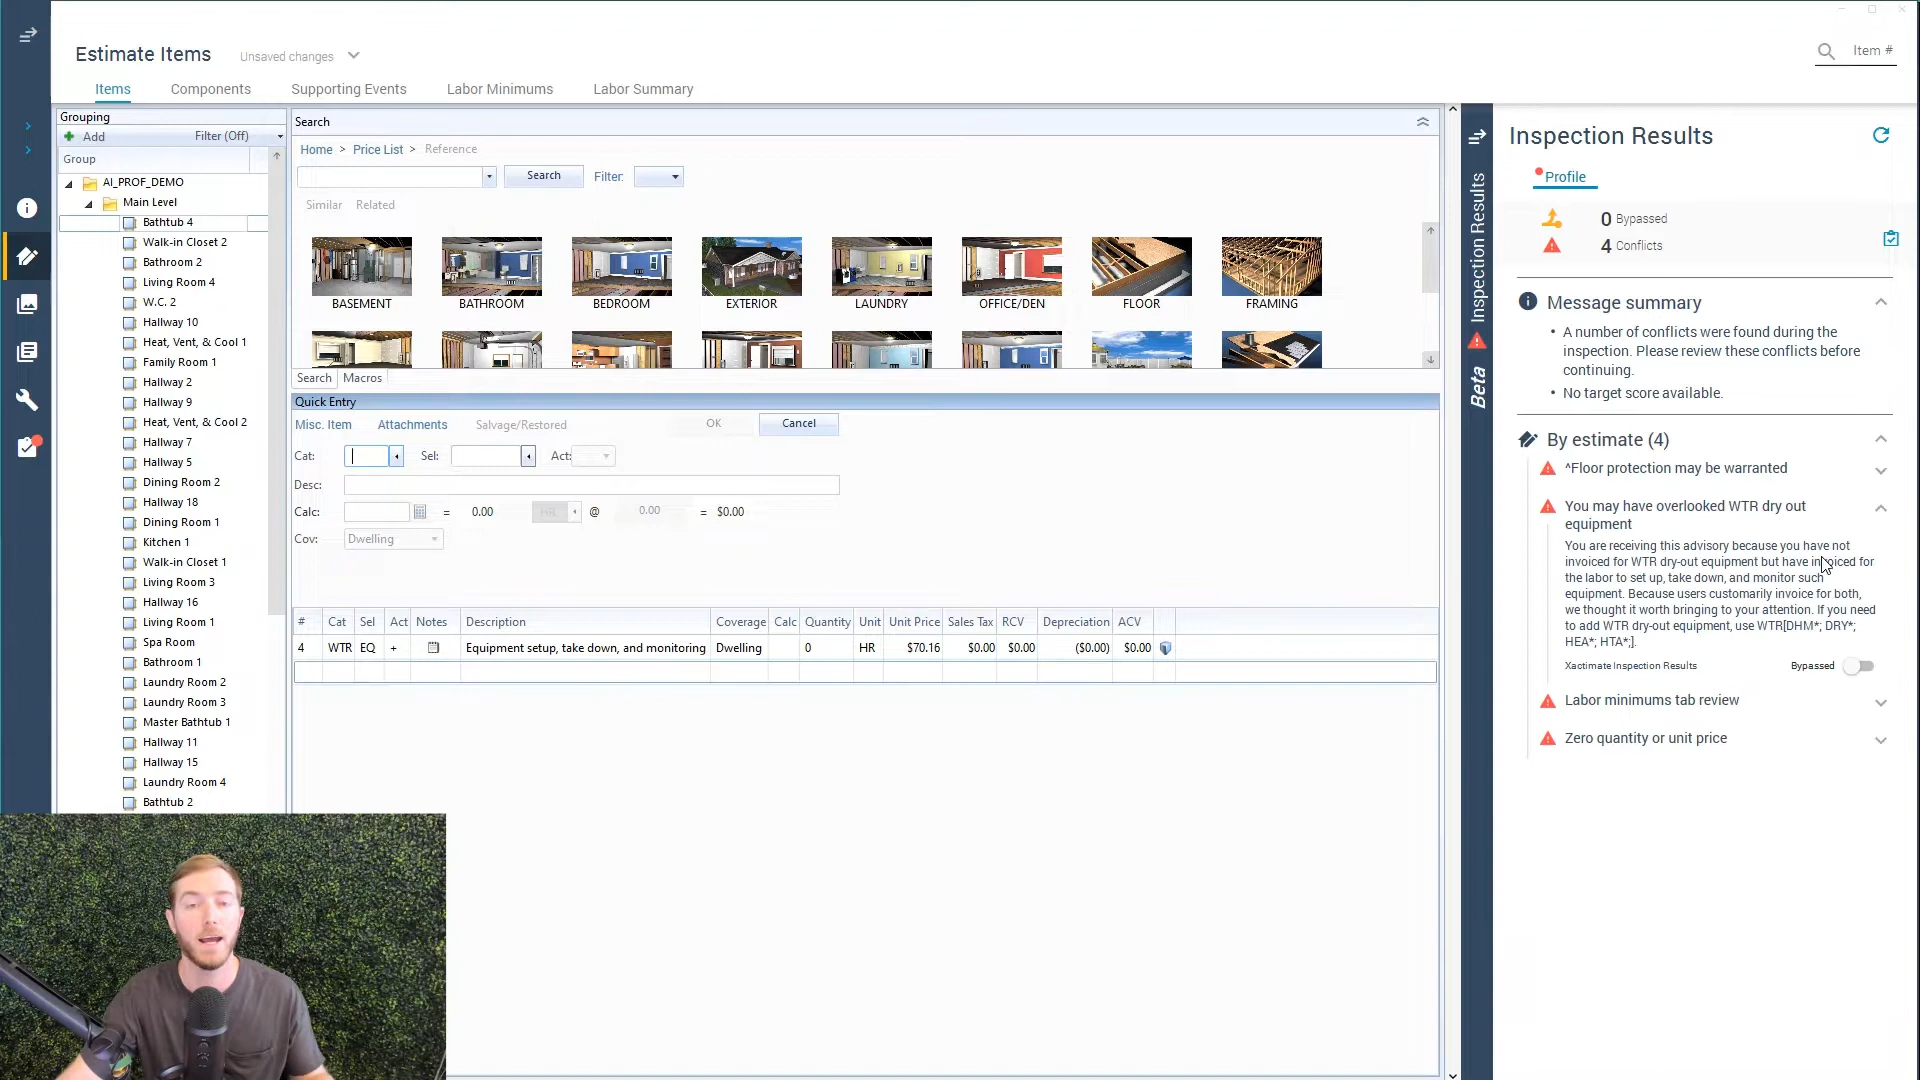 Estimate Items
Unsaved changes
Item #
Items
Components
Supporting Events
Labor Minimums
Labor Summary
Grouping
Add
Filter (Off)
Group
AI_PROF_DEMO
Main Level
Bathtub 4
Walk-in Closet 2
Bathroom 2
Living Room 4
W.C. 2
Hallway 10
Heat, Vent, & Cool 1
Family Room 1
Hallway 2
Hallway 9
Heat, Vent, & Cool 2
Hallway 7
Hallway 5
Dining Room 2
Hallway 18
Dining Room 1
Kitchen 1
Walk-in Closet 1
Living Room 3
Hallway 16
Living Room 1
Spa Room
Bathroom 1
Laundry Room 2
Laundry Room 3
Master Bathtub 1
Hallway 11
Hallway 15
Laundry Room 4
Bathtub 2
Search
Home > Price List > Reference
Search
Filter:
Similar
Related
BASEMENT
BATHROOM
BEDROOM
EXTERIOR
LAUNDRY
OFFICE/DEN
FLOOR
FRAMING
Search
Macros
Quick Entry
Misc. Item
Attachments
Salvage/Restored
OK
Cancel
Cat:
Sel:
Act:
Desc:
Calc:
=
0.00
HR
@
0.00
= $0.00
Cov:
Dwelling
# Cat Sel Act Notes Description Coverage Calc Quantity Unit Unit Price Sales Tax RCV Depreciation ACV
4 WTR EQ + Equipment setup, take down, and monitoring Dwelling 0 HR $70.16 $0.00 $0.00 ($0.00) $0.00
Inspection Results
Beta
Inspection Results
Profile
0 Bypassed
4 Conflicts
Message summary
• A number of conflicts were found during the
inspection. Please review these conflicts before
continuing.
• No target score available.
By estimate (4)
^Floor protection may be warranted
You may have overlooked WTR dry out
equipment
You are receiving this advisory because you have not
invoiced for WTR dry-out equipment but have invoiced for
the labor to set up, take down, and monitor such
equipment. Because users customarily invoice for both,
we thought it worth bringing to your attention. If you need
to add WTR dry-out equipment, use WTR[DHM*; DRY*;
HEA*; HTA*;].
Xactimate Inspection Results
Bypassed
Labor minimums tab review
Zero quantity or unit price